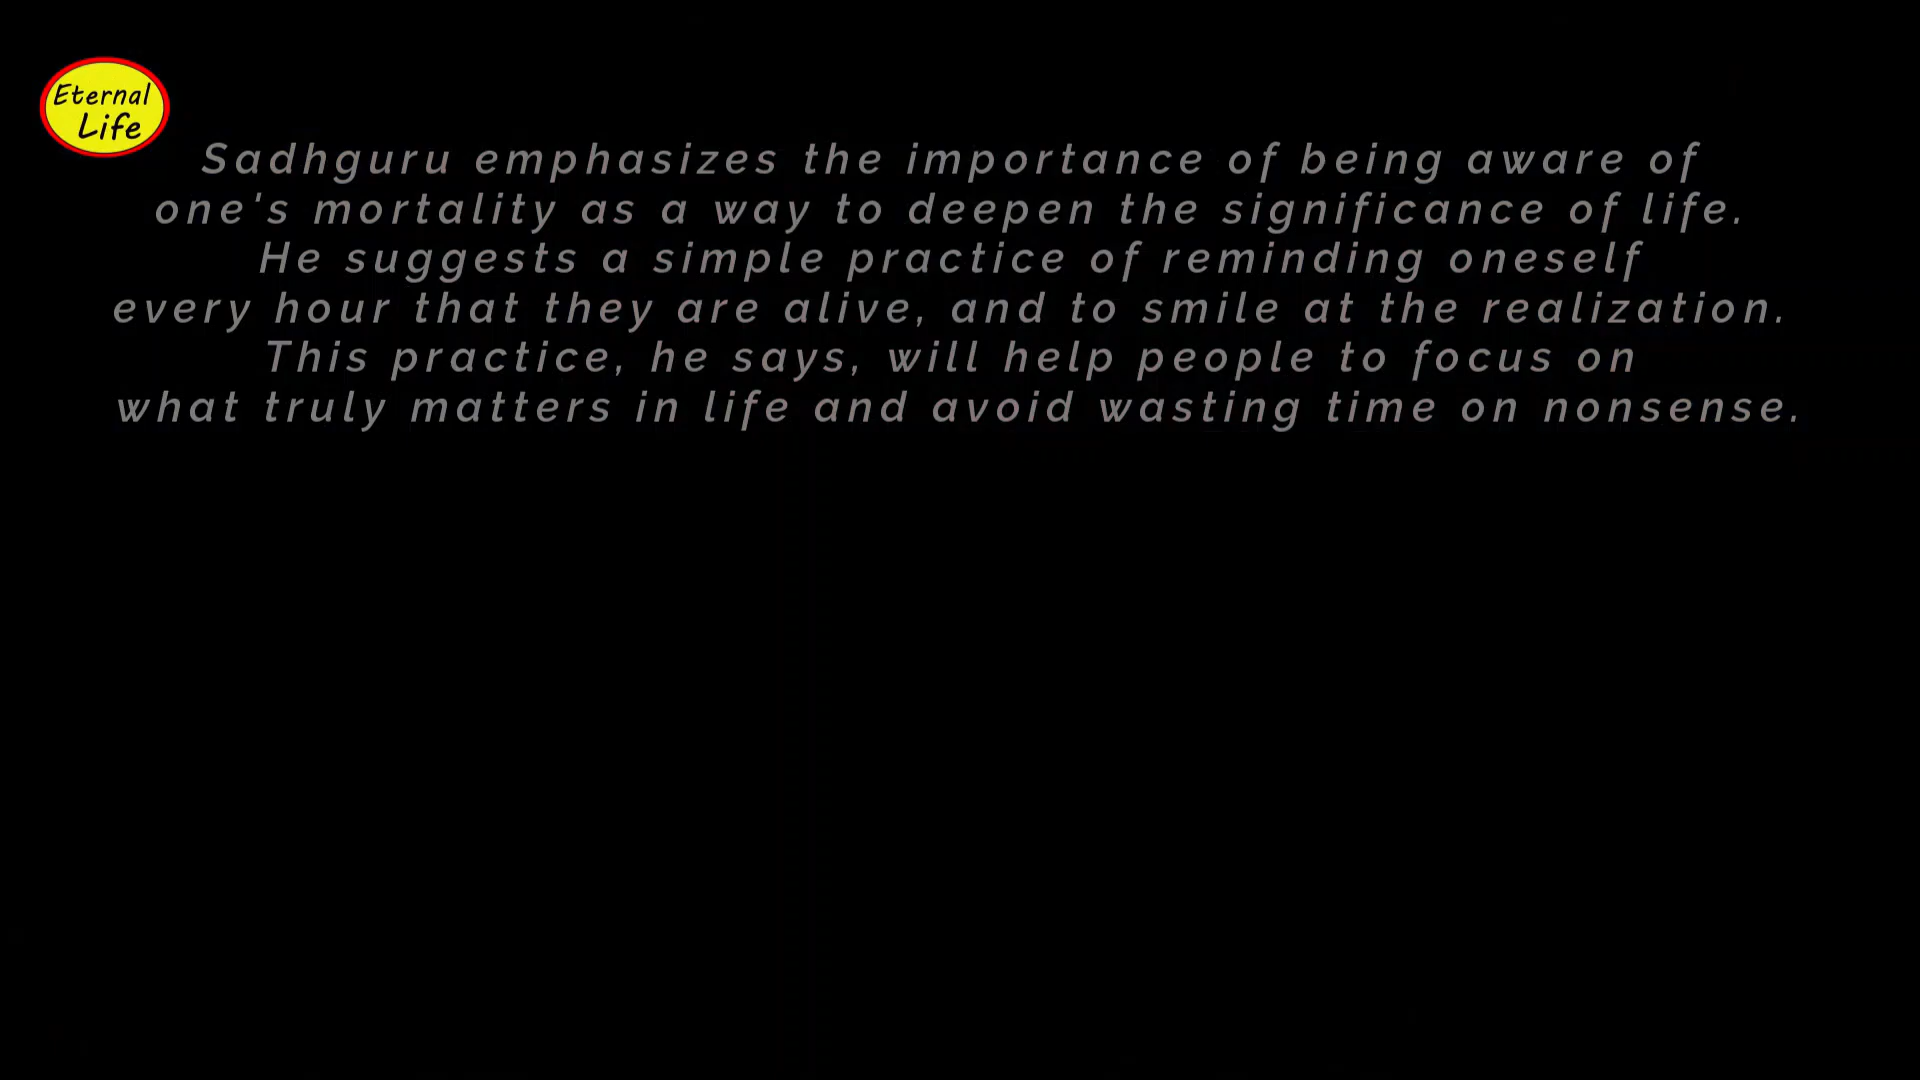 Eternal
Life
Sadhguru emphasizes the importance of being aware of
one's mortality as a way to deepen the significance of life.
He suggests a simple practice of reminding oneself
every hour that they are alive, and to smile at the realization.
This practice, he says, will help people to focus on
what truly matters in life and avoid wasting time on nonsense.